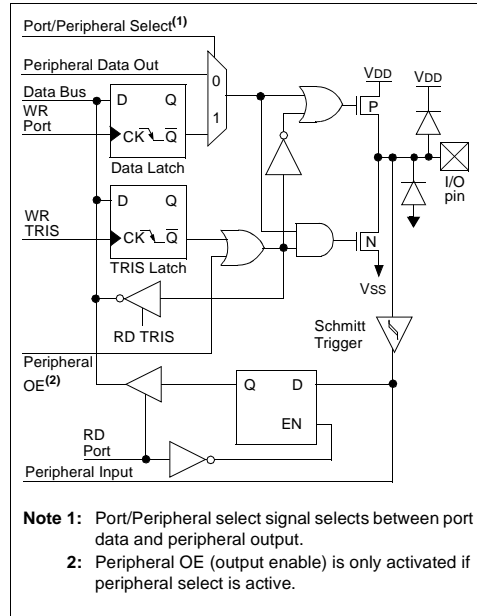 Port/Peripheral Select(1)
Peripheral Data Out
Data Bus
WR
Port
D Q
CK Q
Data Latch
0
1
VDD
VDD
P
I/O
pin
WR
TRIS
D Q
CK Q
TRIS Latch
N
VSS
RD TRIS
Schmitt
Trigger
Peripheral
OE(2)
Q D
EN
RD
Port
Peripheral Input
Note 1: Port/Peripheral select signal selects between port
data and peripheral output.
2: Peripheral OE (output enable) is only activated if
peripheral select is active.